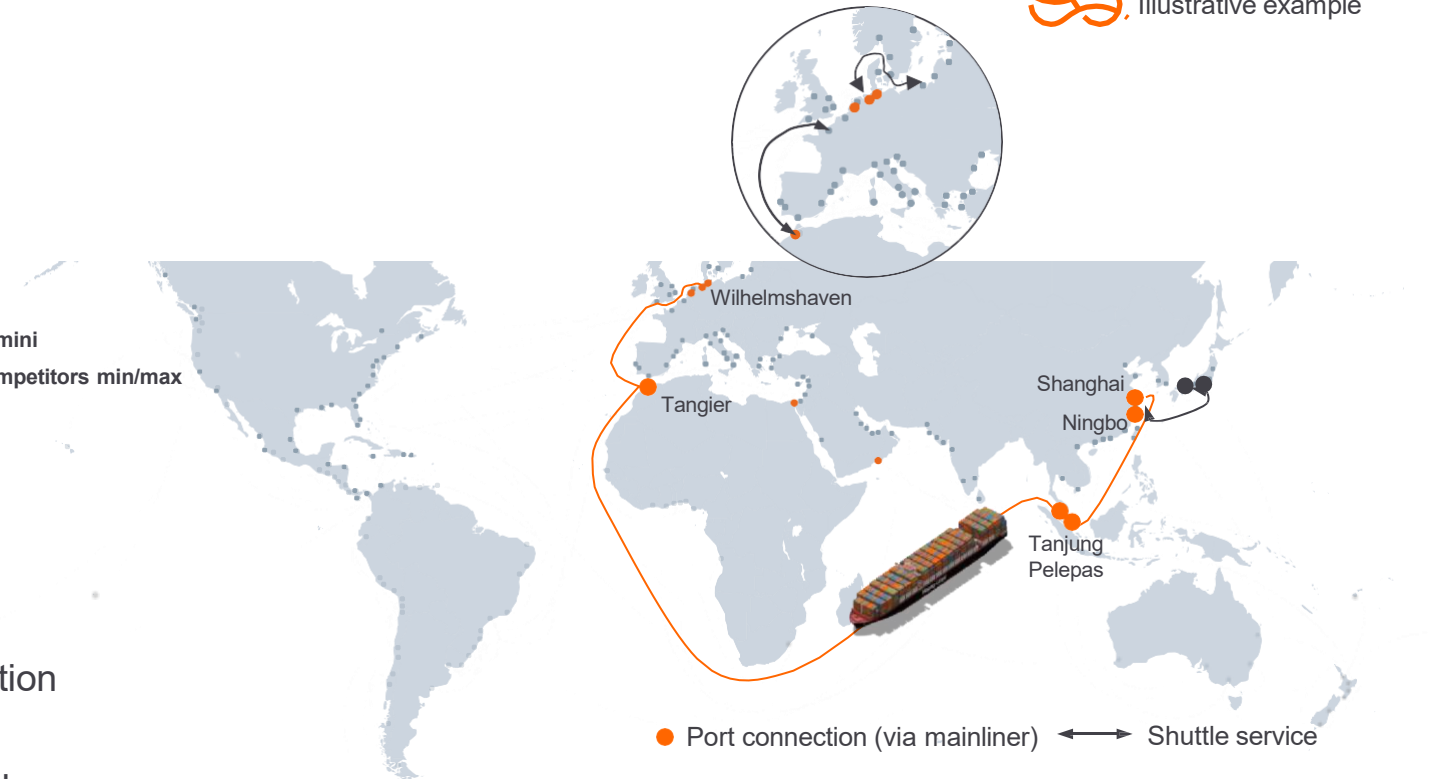 Illustrative example
Wilhelmshaven
mini
mpetitors min/max
Shanghai
Tangier
Ningbo
Tanjung
Pelepas
tion
Port connection (via mainliner)
Shuttle service